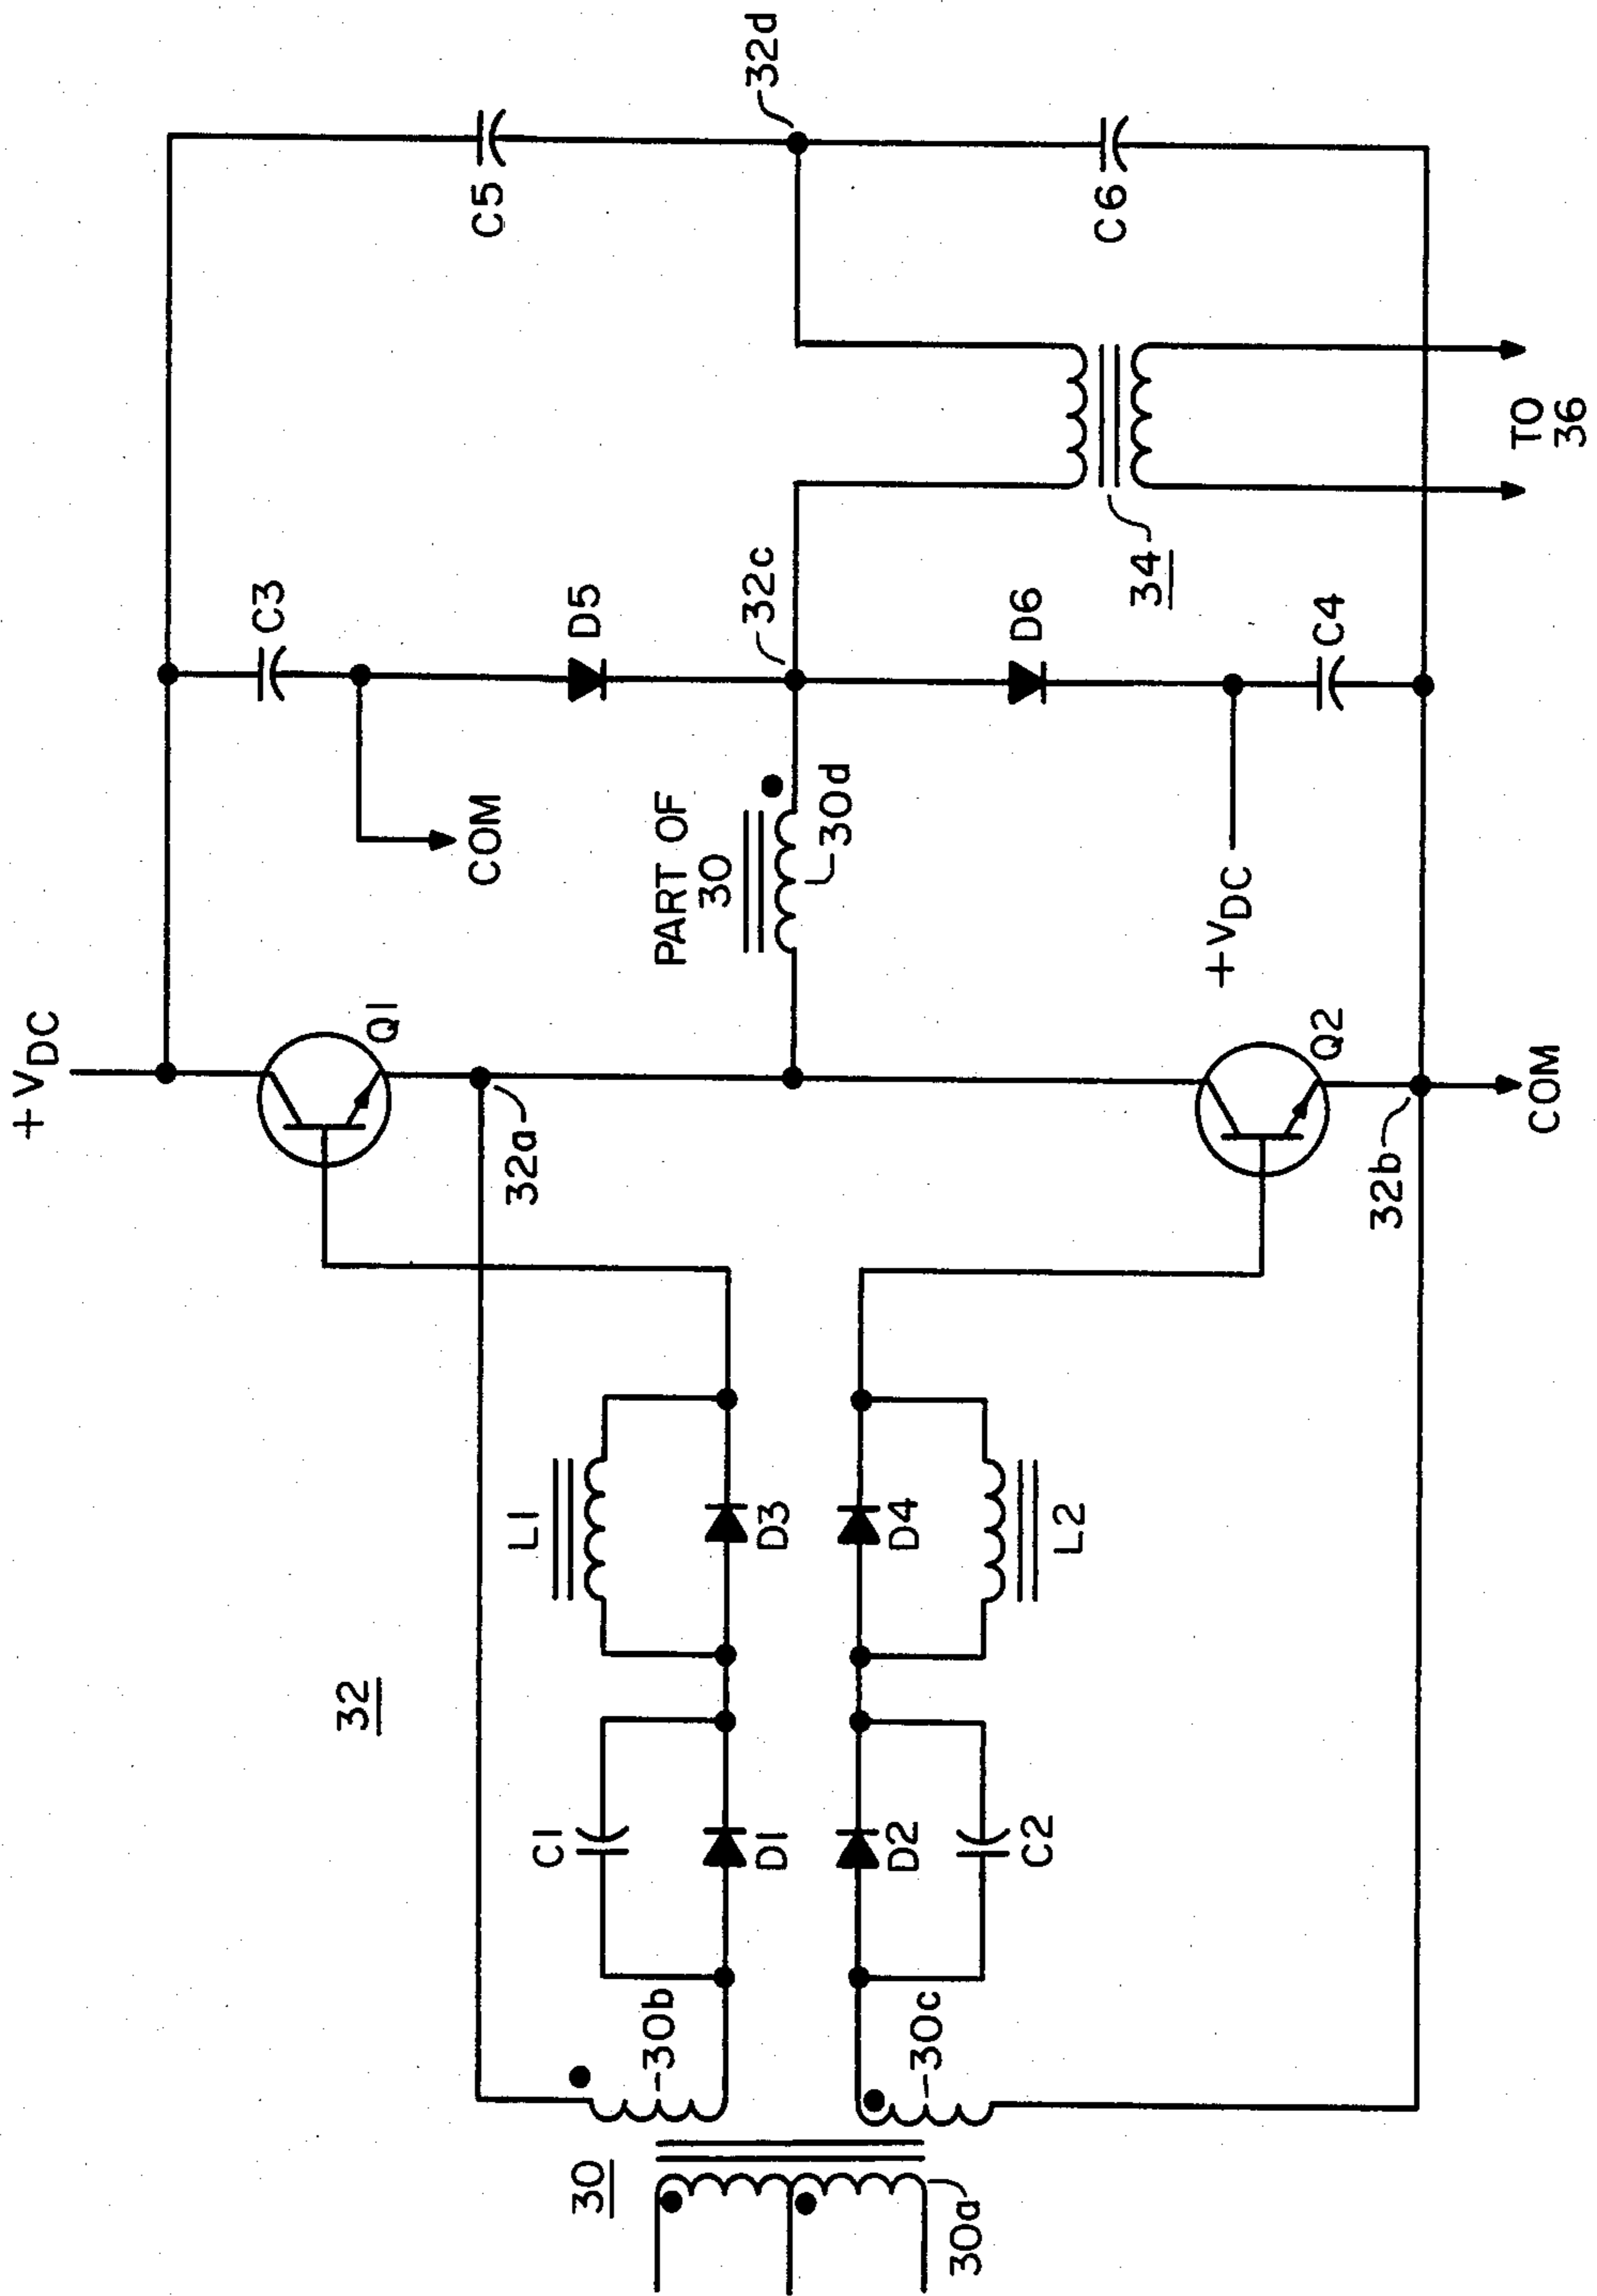 + VDC
C3
C5
Q1
COM
D5
32d
32a
32c
PART OF
30
30d
L1
32
C1
D3
D1
30b
30
D4
D2
30c
C2
L2
30a
+ VDC
D6
C6
34
C4
Q2
32b
COM
TO
36